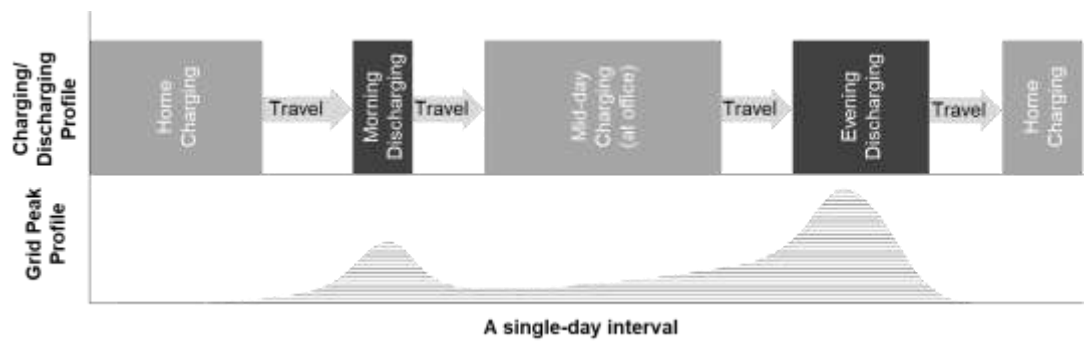 Charging/
Discharging
Profile
Home
Charging
Travel
Morning
Discharging
Travel
Mid-day
Charging
(at office)
Travel
Evening
Discharging
Travel
Home
Charging
Grid Peak
Profile
A single-day interval